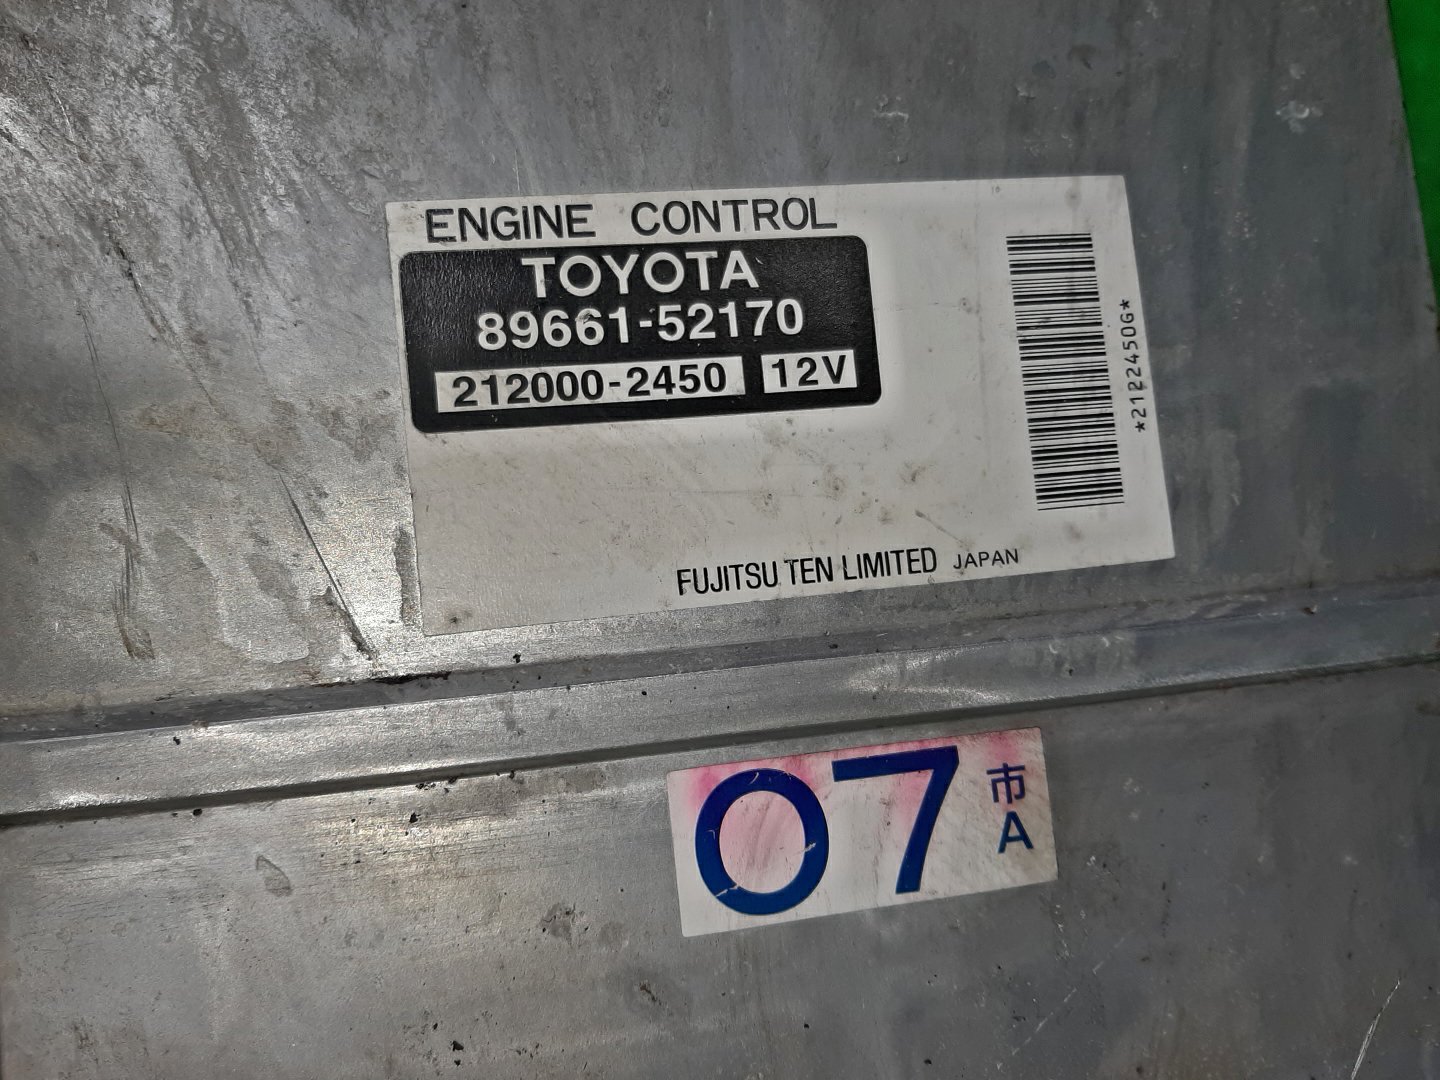 ENGINE CONTROL
TOYOTA
89661-52170
212000-2450 12V
*2122450G*
FUJITSU TEN LIMITED JAPAN
07 市
A